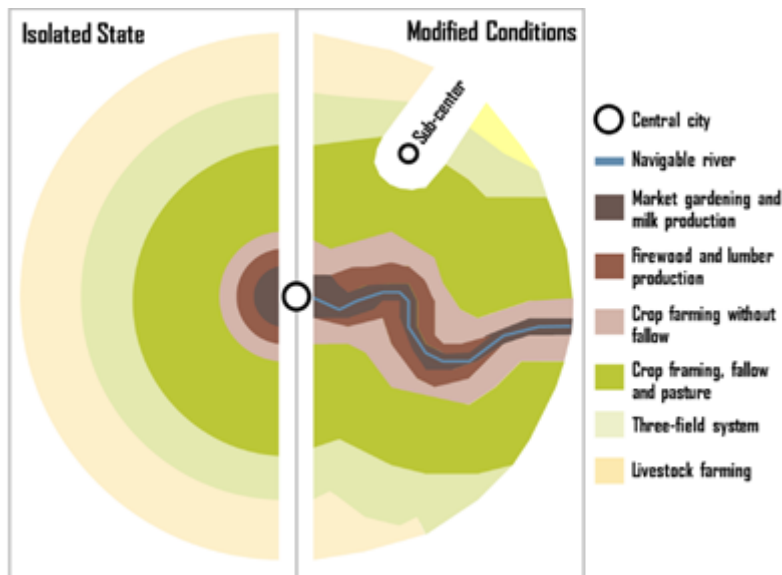 Isolated State
Modified Conditions
Sub-center
Central city
Navigable river
Market gardening and
milk production
Firewood and lumber
production
Crop farming without
fallow
Crop framing, fallow
and pasture
Three-field system
Livestock farming